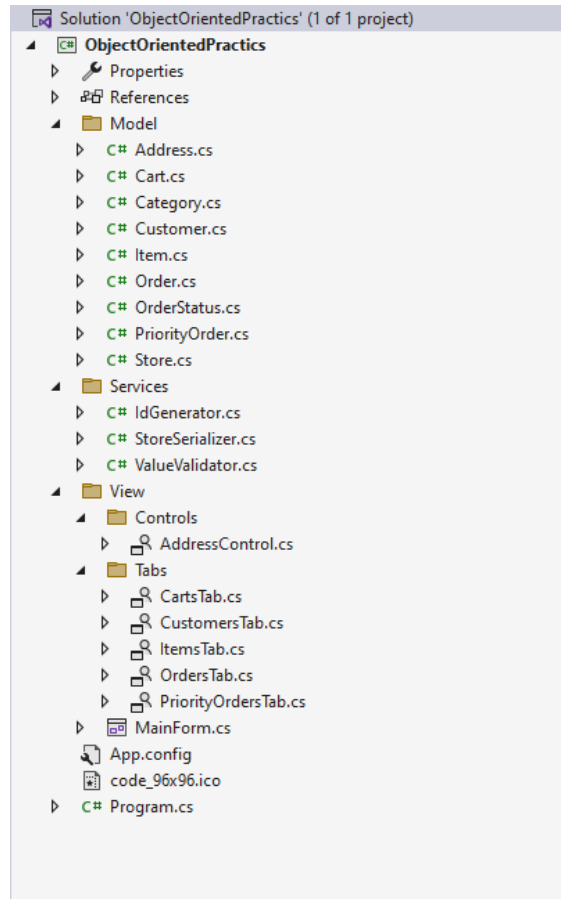 Solution 'ObjectOrientedPractics' (1 of 1 project)
C# ObjectOrientedPractics
Properties
References
Model
C# Address.cs
C# Cart.cs
C# Category.cs
C# Customer.cs
C# Item.cs
C# Order.cs
C# OrderStatus.cs
C# PriorityOrder.cs
C# Store.cs
Services
C# IdGenerator.cs
C# StoreSerializer.cs
C# ValueValidator.cs
View
Controls
AddressControl.cs
Tabs
CartsTab.cs
CustomersTab.cs
ItemsTab.cs
OrdersTab.cs
PriorityOrdersTab.cs
MainForm.cs
App.config
code_96x96.ico
C# Program.cs